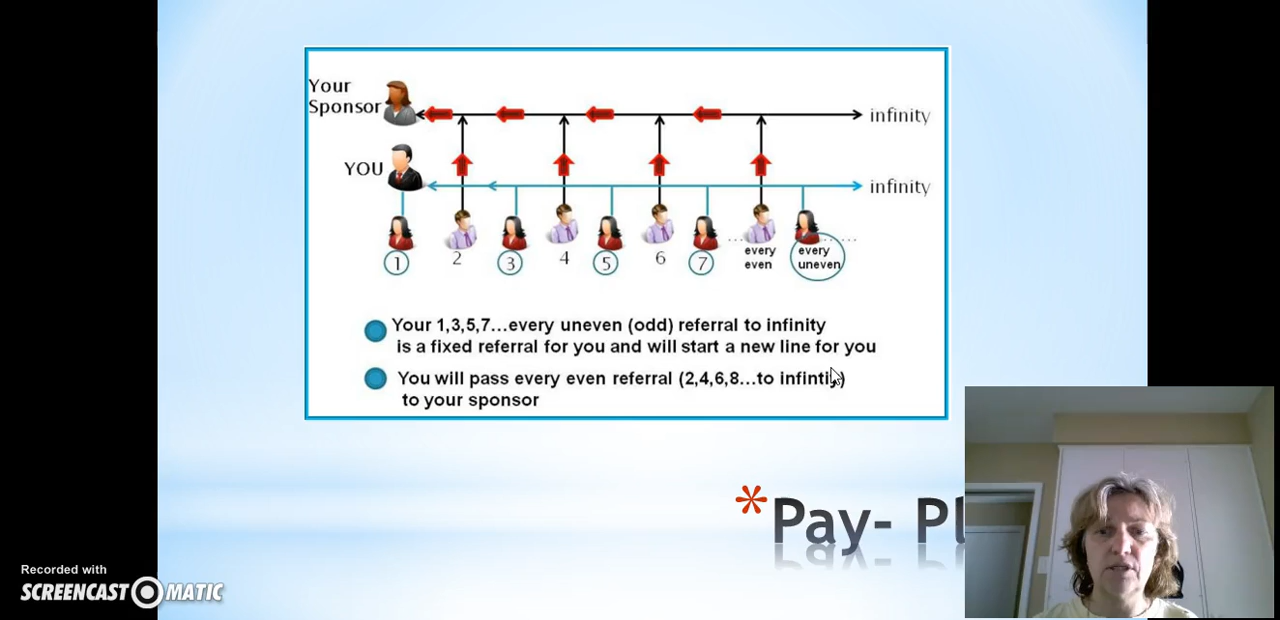 Your
Sponsor
infinity
YOU
infinity
1 2 3 4 5 6 7
every
even
every
uneven
Your 1,3,5,7...every uneven (odd) referral to infinity
is a fixed referral for you and will start a new line for you
You will pass every even referral (2,4,6,8...to
to your sponsor
*Pay- Pl
Recorded with
SCREENCAST MATIC